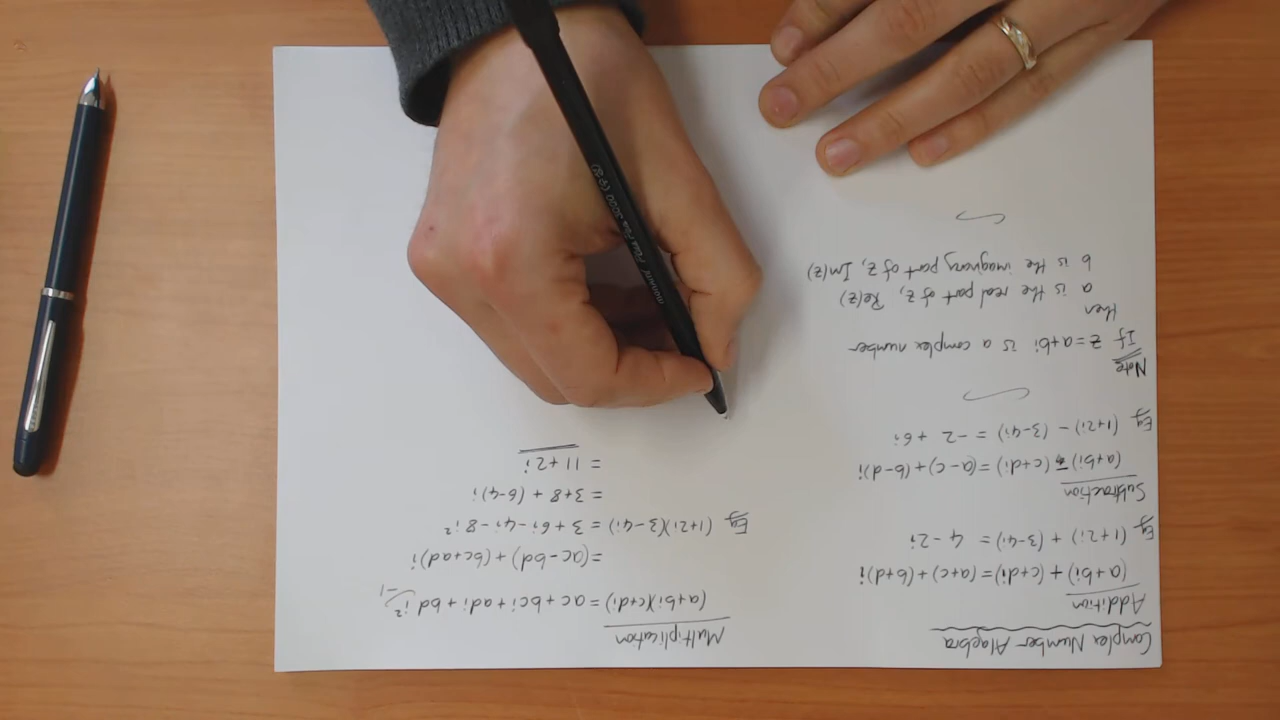 Complex Number Algebra
Addition
(a+bi) + (c+di) = (a+c) + (b+d)i
Eg (1+2i) + (3-4i) = 4 - 2i
Subtraction
(a+bi) - (c+di) = (a-c) + (b-d)i
Eg (1+2i) - (3-4i) = -2 + 6i
Note
If z = a+bi is a complex number
then
a is the real part of z, Re(z)
b is the imaginary part of z, Im(z)
Multiplication
(a+bi)(c+di) = ac + bci + adi + bd i² -1
= (ac - bd) + (bc+ad)i
Eg (1+2i)(3-4i) = 3 + 6i - 4i - 8i²
= 3+8 + (6-4)i
= 11 + 2i